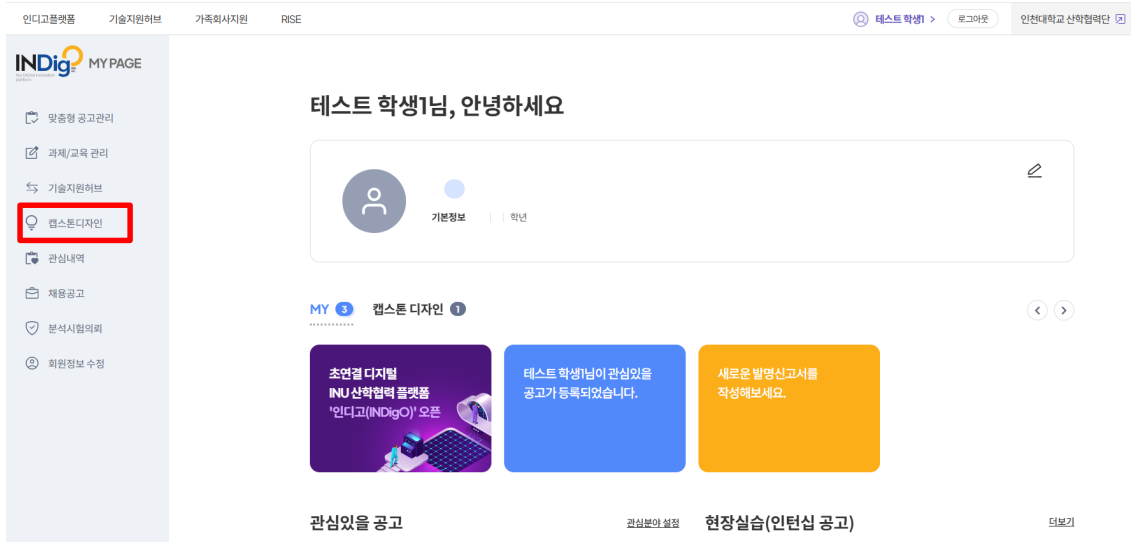 인디고플랫폼 기술지원허브 가족회사지원 RISE 테스트 학생1 > 로그아웃 인천대학교 산학협력단
INDigO MY PAGE
맞춤형 공고관리
과제/교육 관리
기술지원허브
캡스톤디자인
관심내역
채용공고
분석시험의뢰
회원정보 수정
테스트 학생1님, 안녕하세요
기본정보 학년
MY 3 캡스톤 디자인 1
초연결 디지털
INU 산학협력 플랫폼
'인디고(INDigO)' 오픈
테스트 학생1님이 관심있을
공고가 등록되었습니다.
새로운 발명신고서를
작성해보세요.
관심있을 공고 관심분야 설정
현장실습(인턴십 공고) 더보기